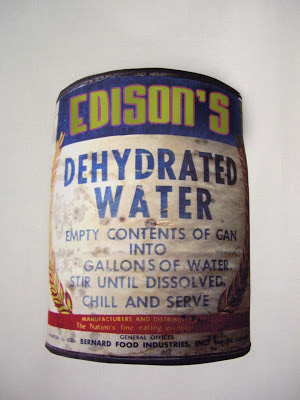 EDISON'S
DEHYDRATED
WATER
EMPTY CONTENTS OF CAN
INTO
GALLONS OF WATER.
STIR UNTIL DISSOLVED,
CHILL AND SERVE
MANUFACTURERS AND DISTRIBUTORS
The Nation's fine eating
GENERAL OFFICES
BERNARD FOOD INDUSTRIES, INC.